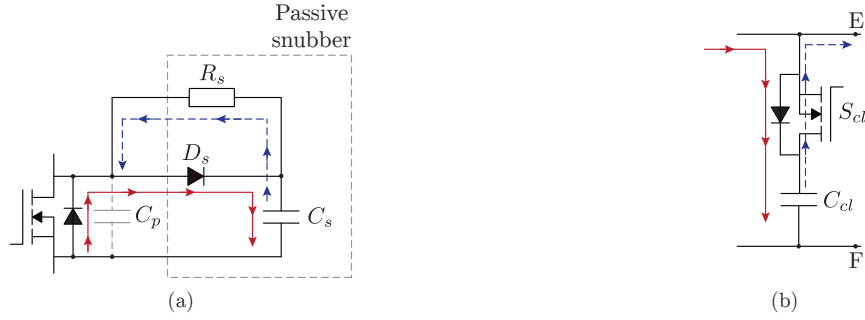 Passive
snubber
R_s
D_s
C_p
C_s
(a)
E
S_cl
C_cl
F
(b)